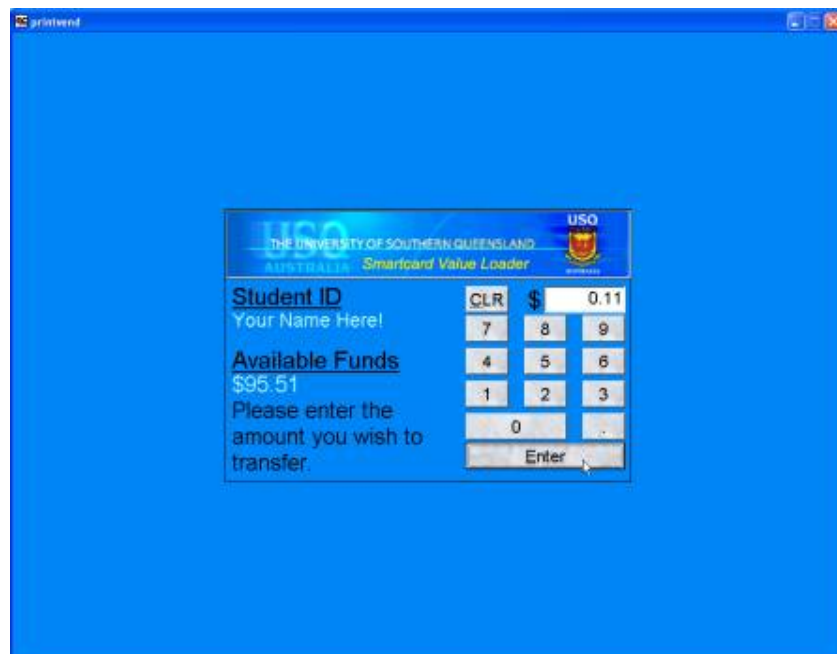 printvend
USQ
USQ
THE UNIVERSITY OF SOUTHERN QUEENSLAND
AUSTRALIA
Smartcard Value Loader
AUSTRALIA
Student ID
Your Name Here!
Available Funds
$95.51
Please enter the
amount you wish to
transfer.
CLR $ 0.11
7 8 9
4 5 6
1 2 3
0 .
Enter